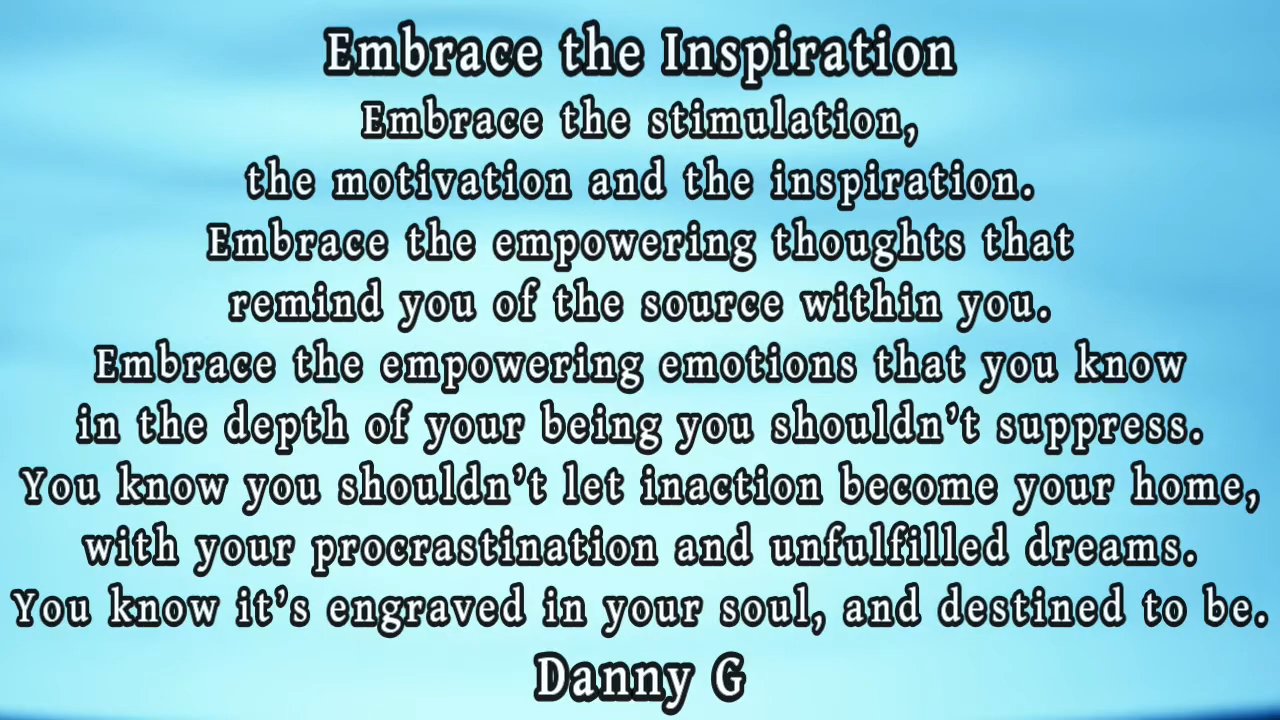 Embrace the Inspiration
Embrace the stimulation,
the motivation and the inspiration.
Embrace the empowering thoughts that
remind you of the source within you.
Embrace the empowering emotions that you know
in the depth of your being you shouldn’t suppress.
You know you shouldn’t let inaction become your home,
with your procrastination and unfulfilled dreams.
You know it’s engraved in your soul, and destined to be.
Danny G